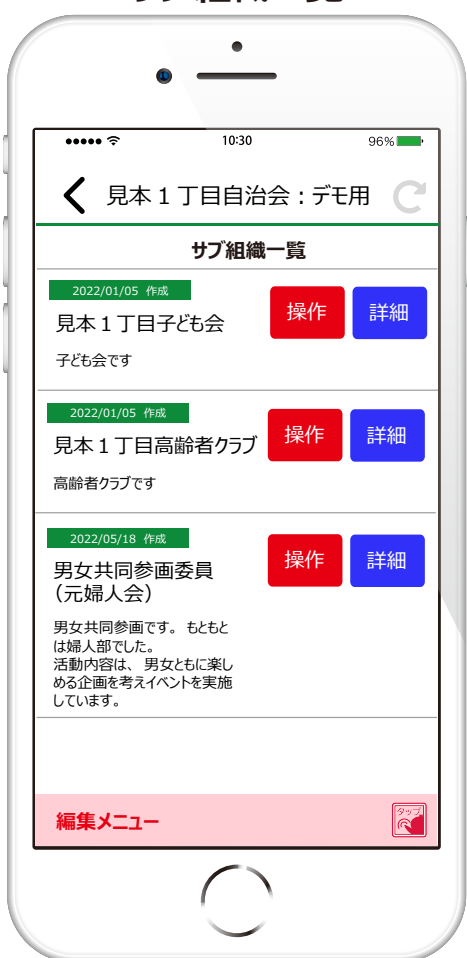 サブ組織一覧
10:30
96%
見本１丁目自治会：デモ用
サブ組織一覧
2022/01/05 作成
見本１丁目子ども会
操作
詳細
子ども会です
2022/01/05 作成
見本１丁目高齢者クラブ
操作
詳細
高齢者クラブです
2022/05/18 作成
男女共同参画委員
（元婦人会）
操作
詳細
男女共同参画です。 もともと
は婦人部でした。
活動内容は、 男女ともに楽し
める企画を考えイベントを実施
しています。
編集メニュー
タップ